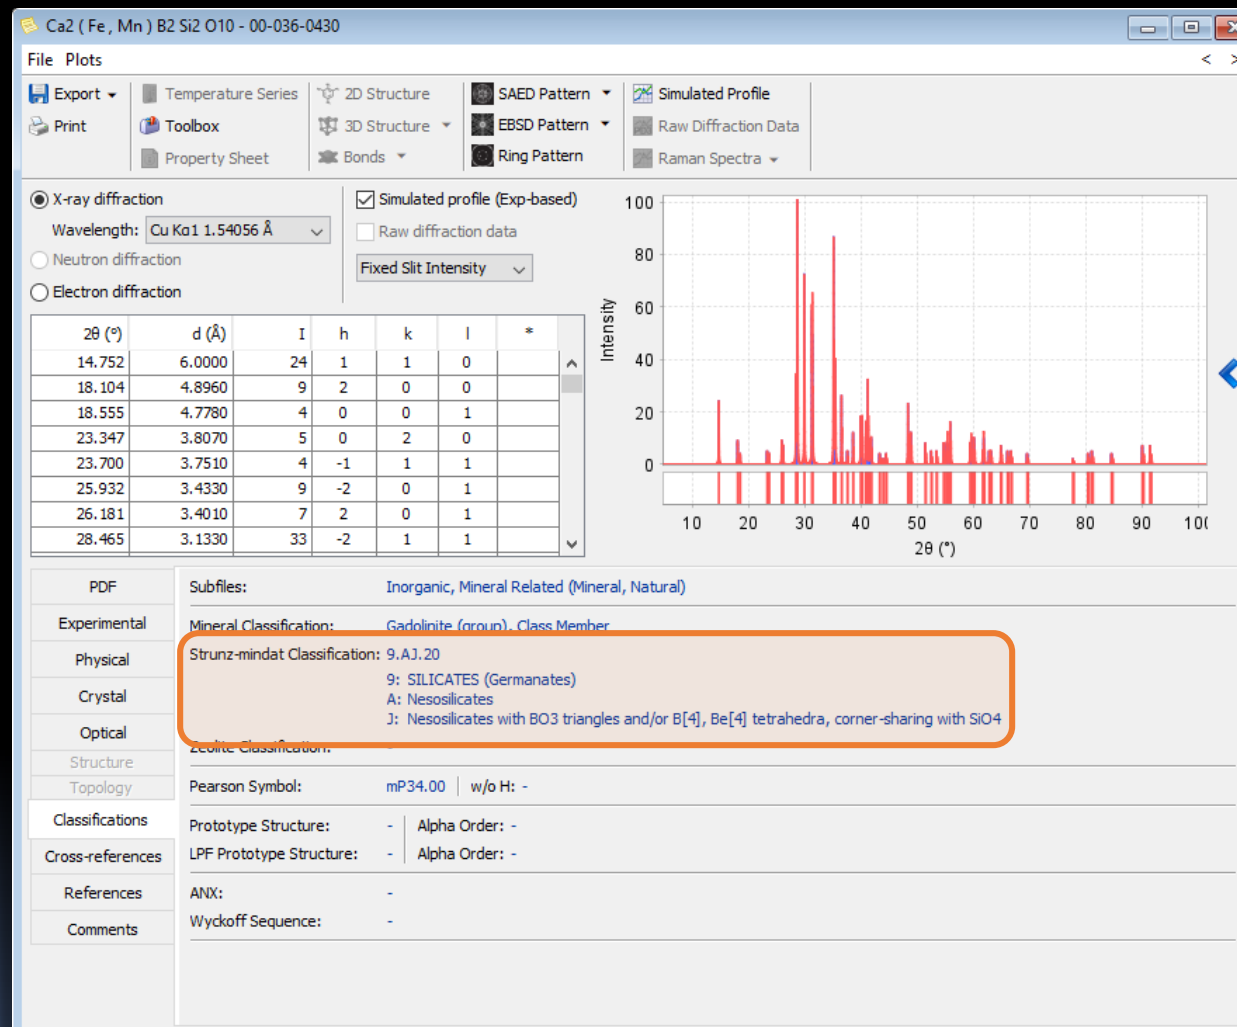 Ca2 ( Fe , Mn ) B2 Si2 O10 - 00-036-0430
File Plots < >
Export Temperature Series 2D Structure SAED Pattern Simulated Profile
Print Toolbox 3D Structure EBSD Pattern Raw Diffraction Data
Property Sheet Bonds Ring Pattern Raman Spectra
X-ray diffraction
Wavelength: Cu Kα1 1.54056 Å
Neutron diffraction
Electron diffraction
Simulated profile (Exp-based)
Raw diffraction data
Fixed Slit Intensity
2θ (°) d (Å) I h k l *
14.752 6.0000 24 1 1 0
18.104 4.8960 9 2 0 0
18.555 4.7780 4 0 0 1
23.347 3.8070 5 0 2 0
23.700 3.7510 4 -1 1 1
25.932 3.4330 9 -2 0 1
26.181 3.4010 7 2 0 1
28.465 3.1330 33 -2 1 1
Intensity
100
80
60
40
20
0
10 20 30 40 50 60 70 80 90
2θ (°)
PDF
Experimental
Physical
Crystal
Optical
Structure
Topology
Classifications
Cross-references
References
Comments
Subfiles: Inorganic, Mineral Related (Mineral, Natural)
Mineral Classification: Gadolinite (group), Class Member
Strunz-mindat Classification: 9.AJ.20
9: SILICATES (Germanates)
A: Nesosilicates
J: Nesosilicates with BO3 triangles and/or B[4], Be[4] tetrahedra, corner-sharing with SiO4
Zeolite Classification: -
Pearson Symbol: mP34.00 w/o H: -
Prototype Structure: - Alpha Order: -
LPF Prototype Structure: - Alpha Order: -
ANX: -
Wyckoff Sequence: -